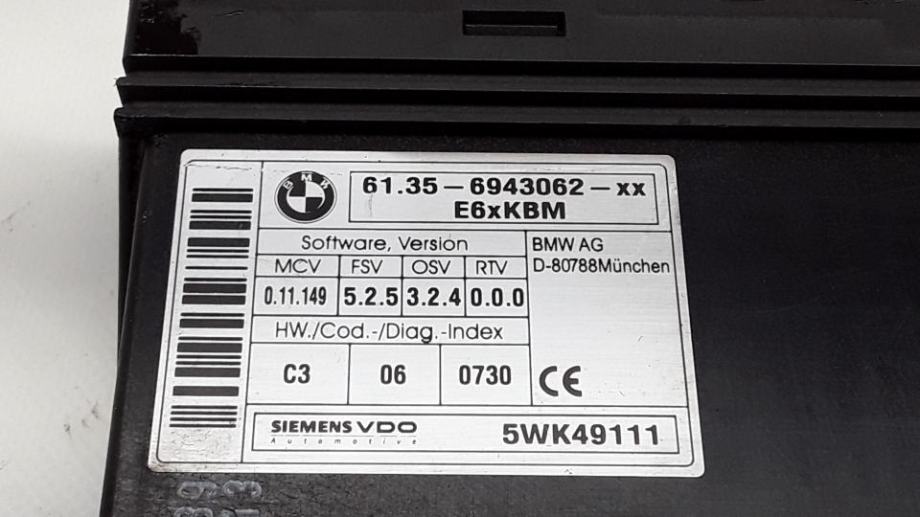 BMW
61.35 - 6943062 - xx
E6xKBM
Software, Version
MCV FSV OSV RTV
0.11.149 5.2.5 3.2.4 0.0.0
BMW AG
D-80788München
HW./Cod.-/Diag.-Index
C3 06 0730
CE
SIEMENS VDO
Automotive
5WK49111